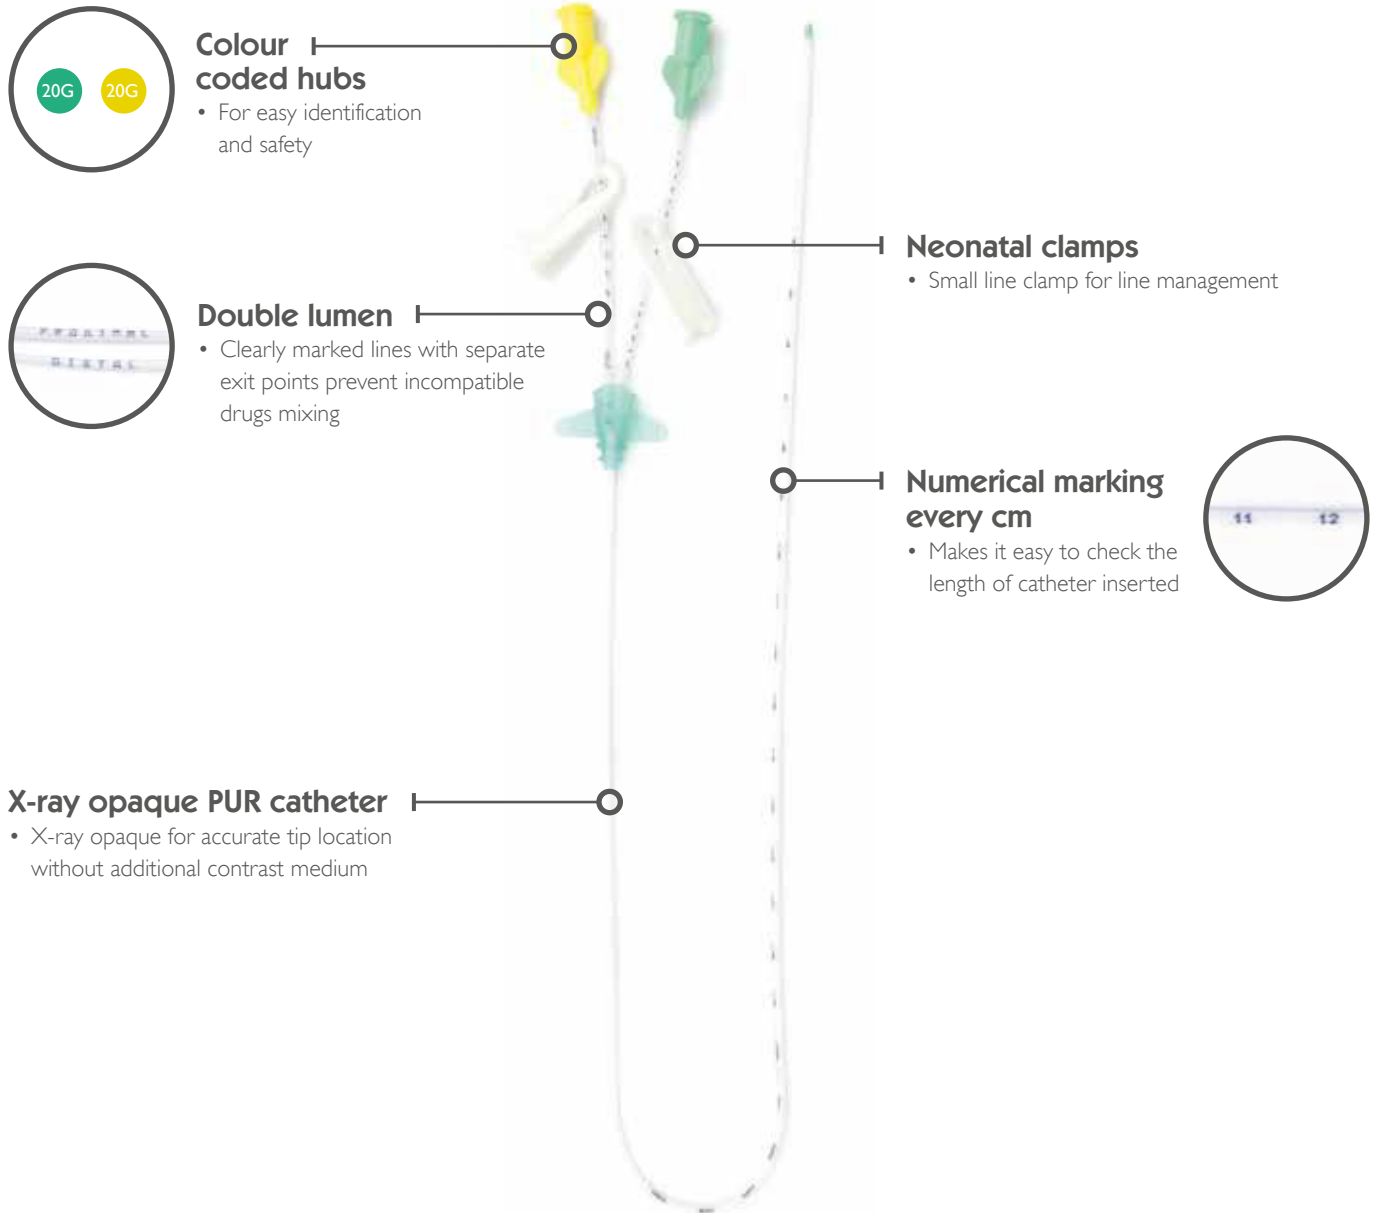 20G 20G
Colour
coded hubs
• For easy identification
and safety
Neonatal clamps
• Small line clamp for line management
PROXIMAL
DISTAL
Double lumen
• Clearly marked lines with separate
exit points prevent incompatible
drugs mixing
Numerical marking
every cm
• Makes it easy to check the
length of catheter inserted
11 12
X-ray opaque PUR catheter
• X-ray opaque for accurate tip location
without additional contrast medium